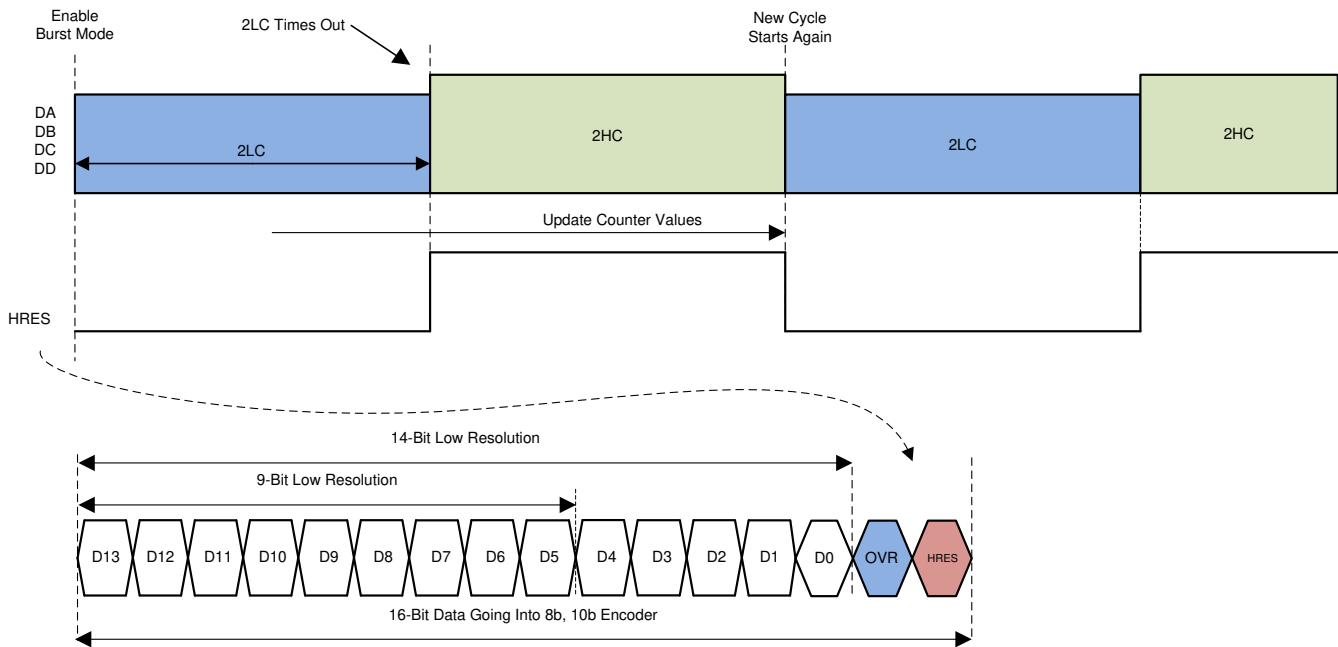 Enable
Burst Mode
2LC Times Out
New Cycle
Starts Again
DA
DB
DC
DD
2LC
2HC
2LC
2HC
Update Counter Values
HRES
14-Bit Low Resolution
9-Bit Low Resolution
D13 D12 D11 D10 D9 D8 D7 D6 D5 D4 D3 D2 D1 D0 OVR HRES
16-Bit Data Going Into 8b, 10b Encoder